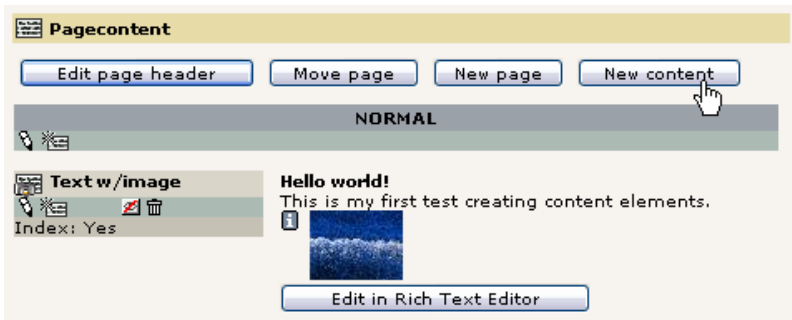 Pagecontent
Edit page header Move page New page New content
NORMAL
Text w/image
Index: Yes
Hello world!
This is my first test creating content elements.
Edit in Rich Text Editor